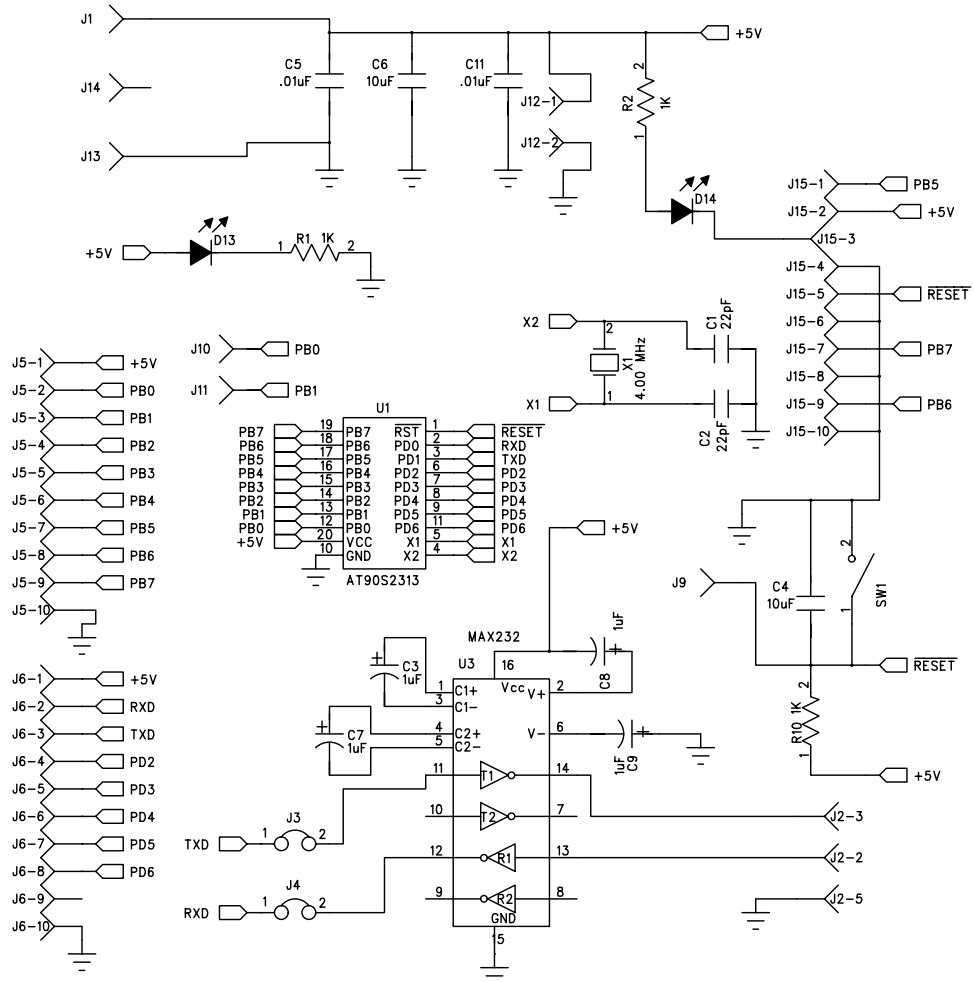 J1
+5V
C5
.01uF
C6
10uF
C11
.01uF
J14
J12-1
J12-2
J13
2
R2
1K
1
D14
J15-1 PB5
J15-2 +5V
J15-3
J15-4
J15-5 RESET
J15-6
J15-7 PB7
J15-8
J15-9 PB6
J15-10
+5V
D13
1 R1 1K 2
X2
2
X1
4.00 MHz
1
X1
C1
22pF
C2
22pF
J10 PB0
J11 PB1
J5-1 +5V
J5-2 PB0
J5-3 PB1
J5-4 PB2
J5-5 PB3
J5-6 PB4
J5-7 PB5
J5-8 PB6
J5-9 PB7
J5-10
U1
PB7 19 PB7 RST 1 RESET
PB6 18 PB6 PD0 2 RXD
PB5 17 PB5 PD1 3 TXD
PB4 16 PB4 PD2 6 PD2
PB3 15 PB3 PD3 7 PD3
PB2 14 PB2 PD4 8 PD4
PB1 13 PB1 PD5 9 PD5
PB0 12 PB0 PD6 11 PD6
+5V 20 VCC X1 5 X1
10 GND X2 4 X2
AT90S2313
+5V
J9
C4
10uF
2
1
SW1
RESET
2
R10 1K
1
+5V
J6-1 +5V
J6-2 RXD
J6-3 TXD
J6-4 PD2
J6-5 PD3
J6-6 PD4
J6-7 PD5
J6-8 PD6
J6-9
J6-10
MAX232
U3
16
Vcc
+
C3
1uF
1 C1+
3 C1-
+
C7
1uF
4 C2+
5 C2-
V+ 2
+
1uF
C8
V- 6
+
1uF
C9
11 T1 14
10 T2 7
12 R1 13
9 R2 8
GND
15
TXD 1 J3 2
RXD 1 J4 2
J2-3
J2-2
J2-5